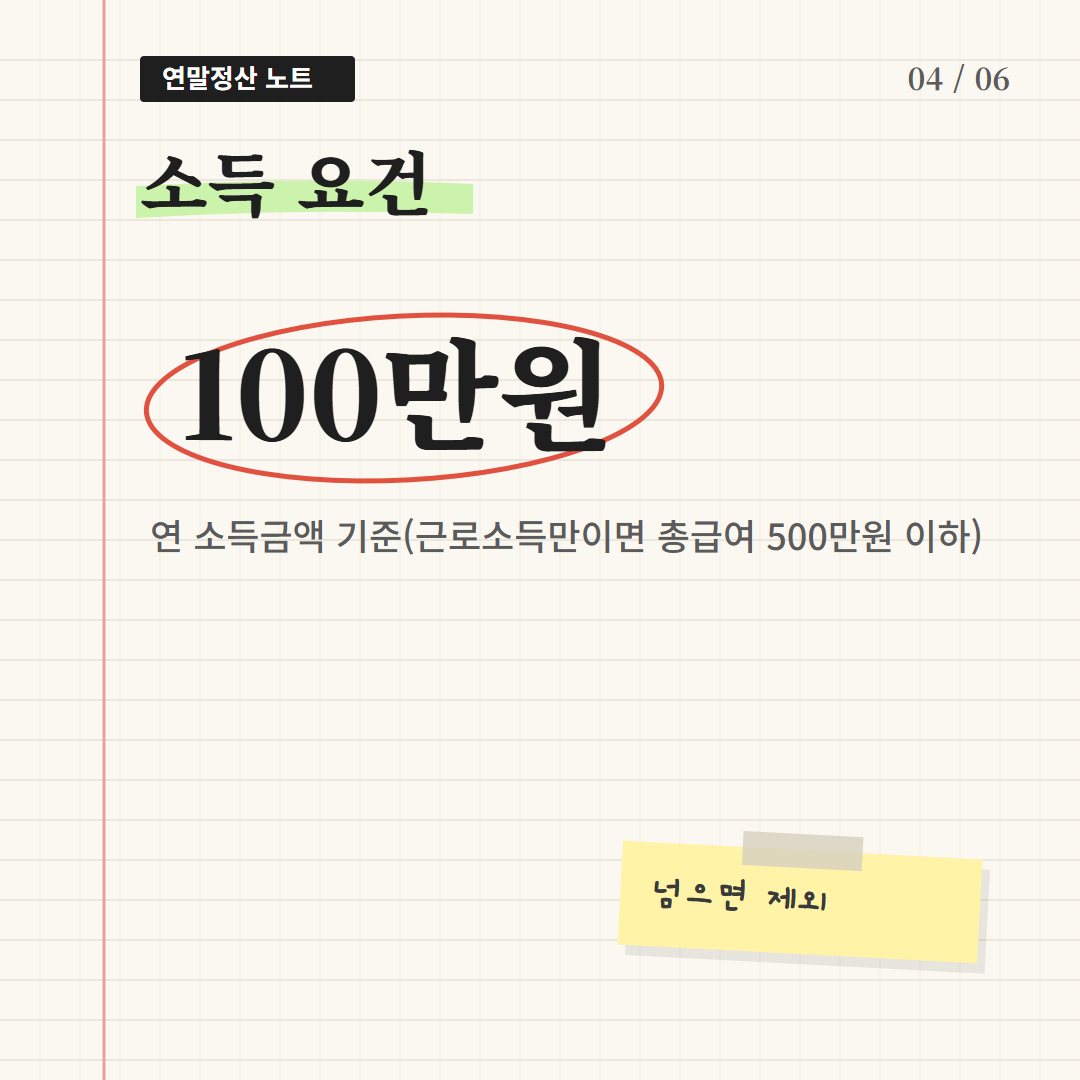 연말정산 노트
04 / 06
소득 요건
100만원
연 소득금액 기준(근로소득만이면 총급여 500만원 이하)
넘으면 제외